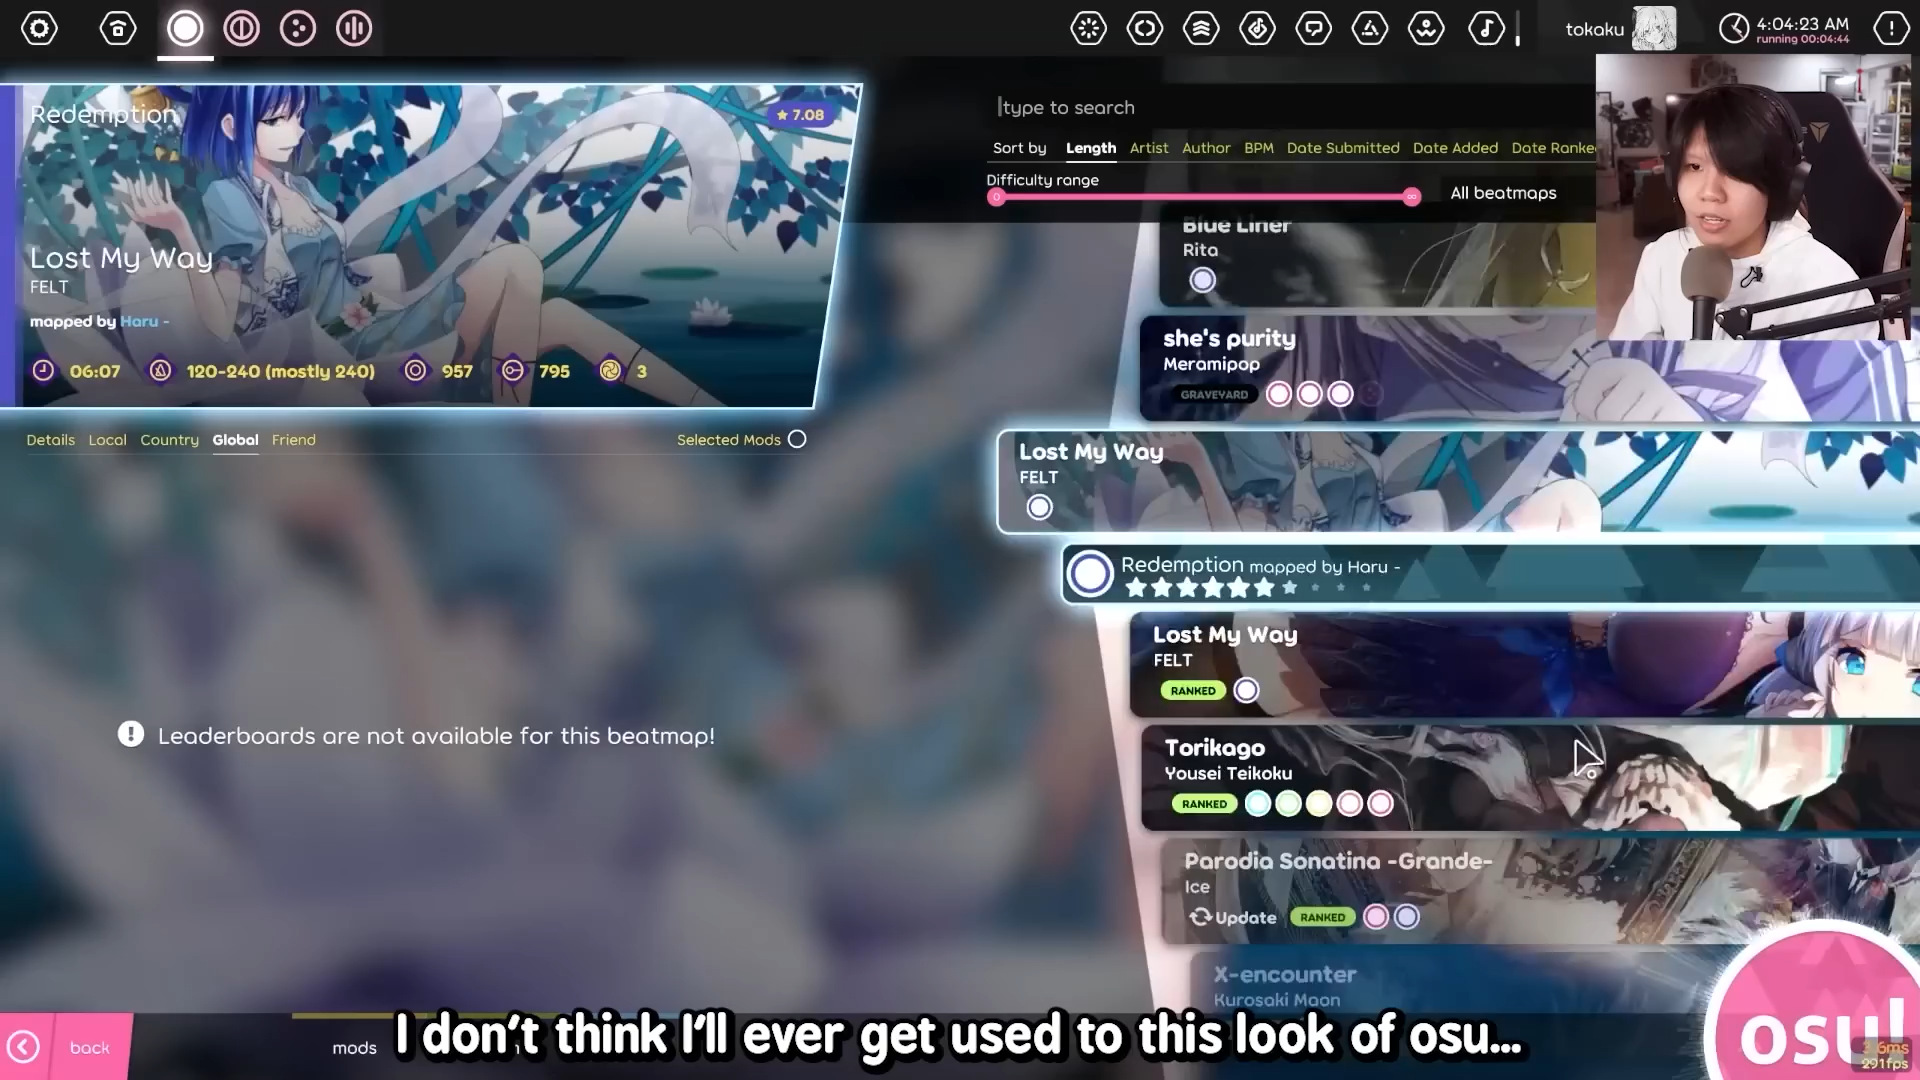 tokaku
4:04:23 AM
running 00:04:44
Redemption
7.08
Lost My Way
FELT
mapped by Haru -
06:07
120-240 (mostly 240)
957
795
3
Details Local Country Global Friend
Selected Mods
Leaderboards are not available for this beatmap!
type to search
Sort by Length Artist Author BPM Date Submitted Date Added Date Ranke
Difficulty range
0
∞
All beatmaps
Blue Liner
Rita
she's purity
Meramipop
GRAVEYARD
Lost My Way
FELT
Redemption mapped by Haru -
Lost My Way
FELT
RANKED
Torikago
Yousei Teikoku
RANKED
Parodia Sonatina -Grande-
Ice
Update RANKED
X-encounter
Kurosaki Maon
back
mods
I don't think I'll ever get used to this look of osu...
osu!
291fps